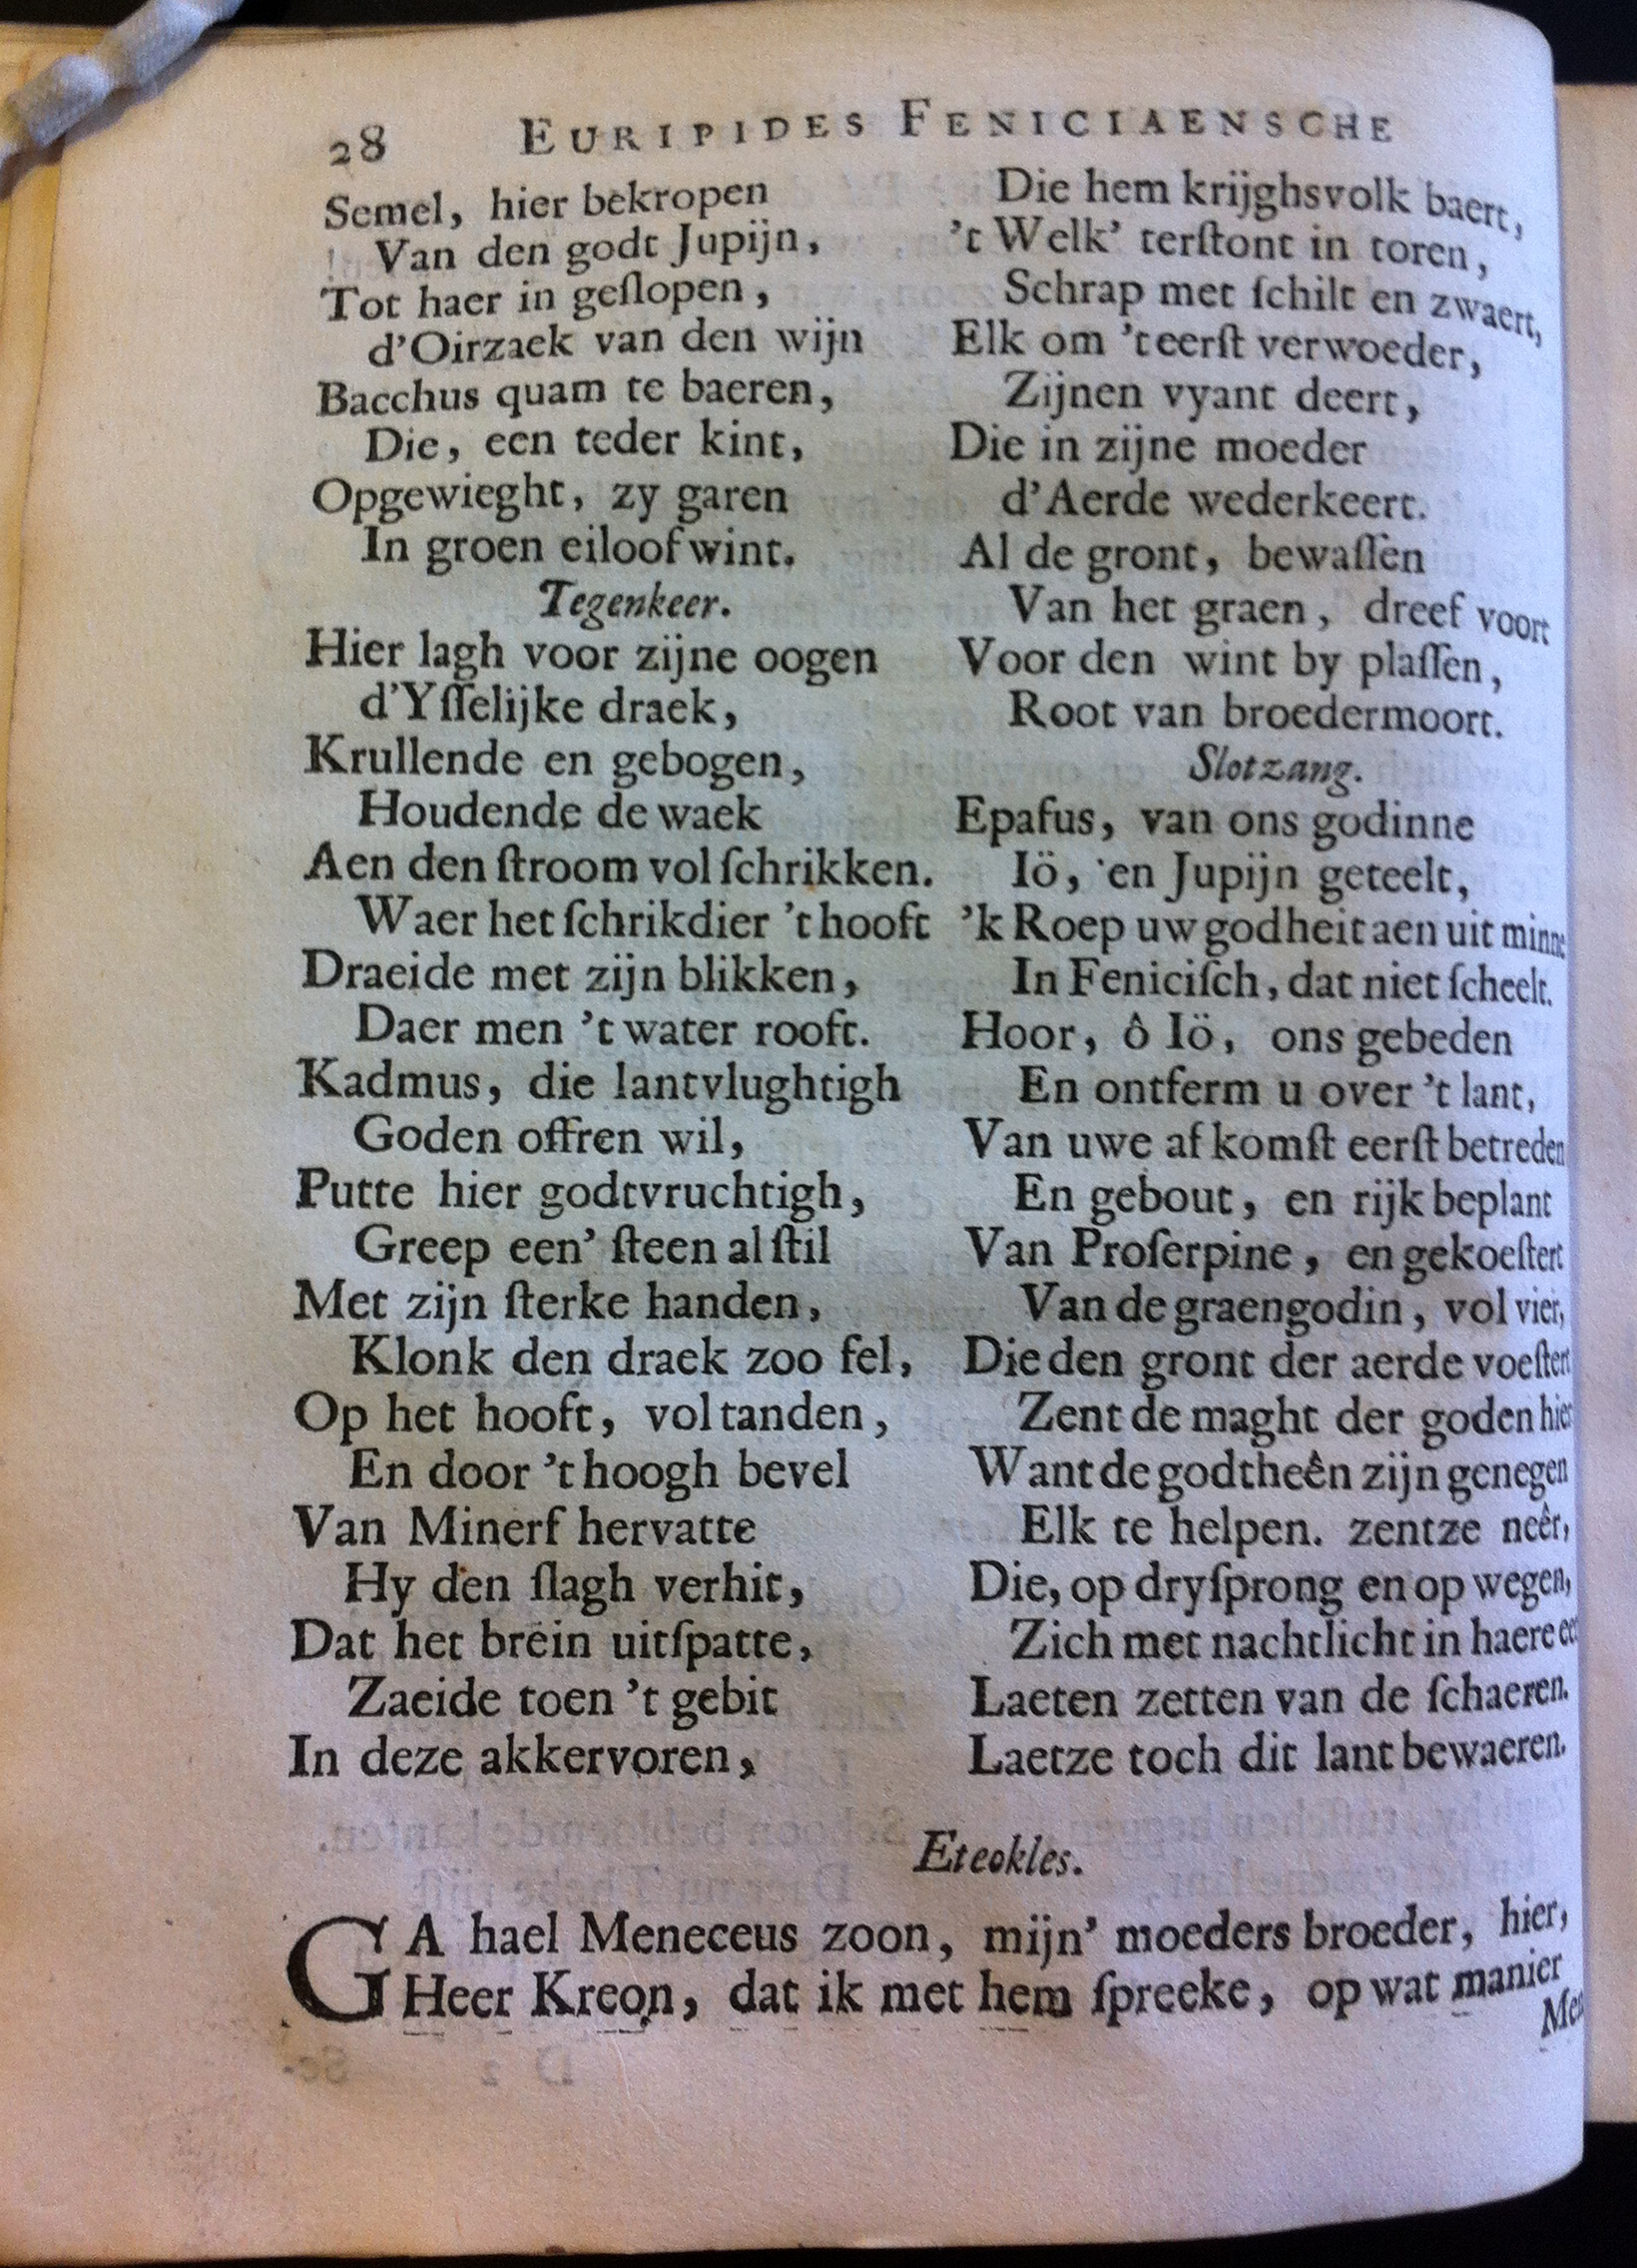 28 EURIPIDES FENICIAENSCHE
Semel, hier bekropen
Van den godt Jupijn,
Tot haer in geſlopen,
d'Oirzaek van den wijn
Bacchus quam te baeren,
Die, een teder kint,
Opgewieght, zy garen
In groen eiloof wint.
Tegenkeer.
Hier lagh voor zijne oogen
d'Yſſelijke draek,
Krullende en gebogen,
Houdende de waek
Aen den ſtroom vol ſchrikken.
Waer het ſchrikdier 't hooft
Draeide met zijn blikken,
Daer men 't water rooft.
Kadmus, die lantvlughtigh
Goden offren wil,
Putte hier godtvruchtigh,
Greep een' ſteen al ſtil
Met zijn ſterke handen,
Klonk den draek zoo fel,
Op het hooft, vol tanden,
En door 't hoogh bevel
Van Minerf hervatte
Hy den ſlagh verhit,
Dat het brein uitſpatte,
Zaeide toen 't gebit
In deze akkervoren,
Die hem krijghsvolk baert,
't Welk' terſtont in toren,
Schrap met ſchilt en zwaert,
Elk om 't eerſt verwoeder,
Zijnen vyant deert,
Die in zijne moeder
d'Aerde wederkeert.
Al de gront, bewaſſen
Van het graen, dreef voort
Voor den wint by plaſſen,
Root van broedermoort.
Slotzang.
Epafus, van ons godinne
Iö, en Jupijn geteelt,
'k Roep uw godheit aen uit minne
In Feniciſch, dat niet ſcheelt.
Hoor, ô Iö, ons gebeden
En ontferm u over 't lant,
Van uwe afkomſt eerſt betreden
En gebout, en rijk beplant
Van Proſerpine, en gekoeſtert
Van de graengodin, vol vier,
Die den gront der aerde voeſtert
Zent de maght der goden hier
Want de godtheên zijn genegen
Elk te helpen. zentze neêr,
Die, op dryſprong en op wegen,
Zich met nachtlicht in haere
Laeten zetten van de ſchaeren.
Laetze toch dit lant bewaeren.
Eteokles.
GA hael Meneceus zoon, mijn' moeders broeder, hier,
Heer Kreon, dat ik met hem ſpreeke, op wat manier
Men